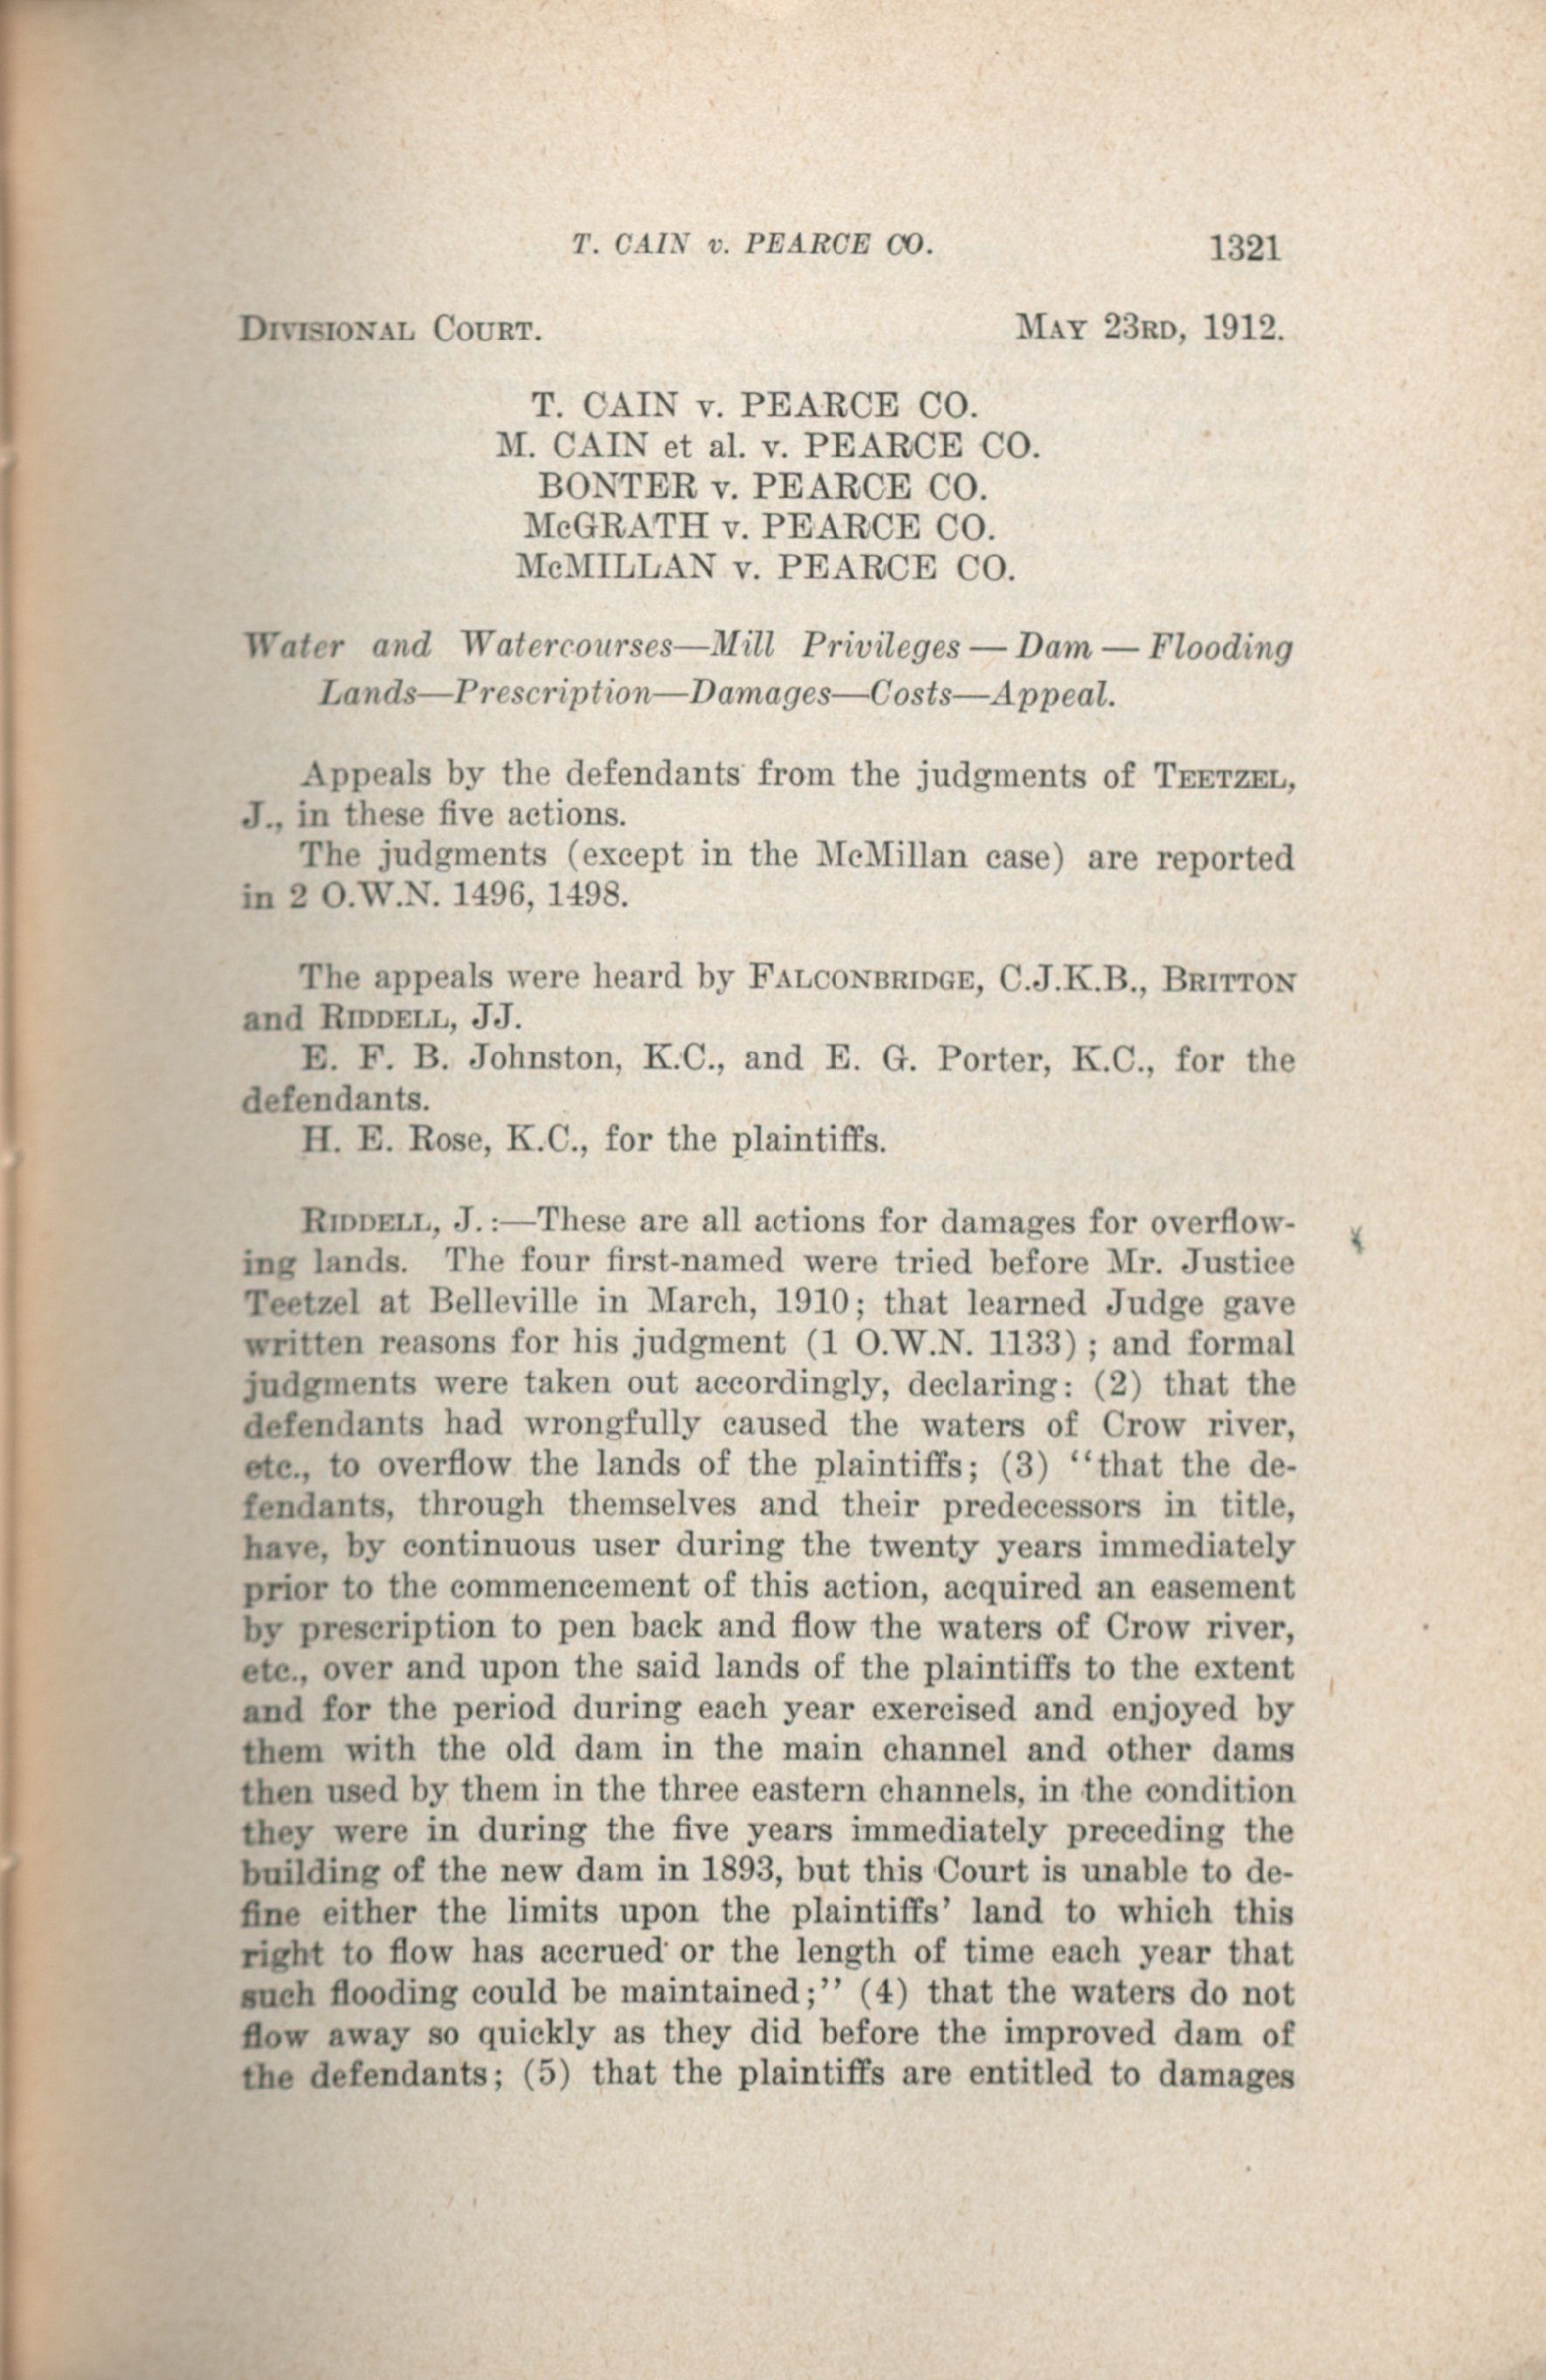 T. CAIN v. PEARCE CO. 1321
DIVISIONAL COURT. MAY 23RD, 1912.
T. CAIN v. PEARCE CO.
M. CAIN et al. v. PEARCE CO.
BONTER v. PEARCE CO.
McGRATH v. PEARCE CO.
McMILLAN v. PEARCE CO.
Water and Watercourses—Mill Privileges — Dam — Flooding
Lands—Prescription—Damages—Costs—Appeal.
Appeals by the defendants from the judgments of TEETZEL,
J., in these five actions.
The judgments (except in the McMillan case) are reported
in 2 O.W.N. 1496, 1498.
The appeals were heard by FALCONBRIDGE, C.J.K.B., BRITTON
and RIDDELL, JJ.
E. F. B. Johnston, K.C., and E. G. Porter, K.C., for the
defendants.
H. E. Rose, K.C., for the plaintiffs.
RIDDELL, J.:—These are all actions for damages for overflow-
ing lands. The four first-named were tried before Mr. Justice
Teetzel at Belleville in March, 1910; that learned Judge gave
written reasons for his judgment (1 O.W.N. 1133); and formal
judgments were taken out accordingly, declaring: (2) that the
defendants had wrongfully caused the waters of Crow river,
etc., to overflow the lands of the plaintiffs; (3) ‘‘that the de-
fendants, through themselves and their predecessors in title,
have, by continuous user during the twenty years immediately
prior to the commencement of this action, acquired an easement
by prescription to pen back and flow the waters of Crow river,
etc., over and upon the said lands of the plaintiffs to the extent
and for the period during each year exercised and enjoyed by
them with the old dam in the main channel and other dams
then used by them in the three eastern channels, in the condition
they were in during the five years immediately preceding the
building of the new dam in 1893, but this Court is unable to de-
fine either the limits upon the plaintiffs’ land to which this
right to flow has accrued or the length of time each year that
such flooding could be maintained;’’ (4) that the waters do not
flow away so quickly as they did before the improved dam of
the defendants; (5) that the plaintiffs are entitled to damages